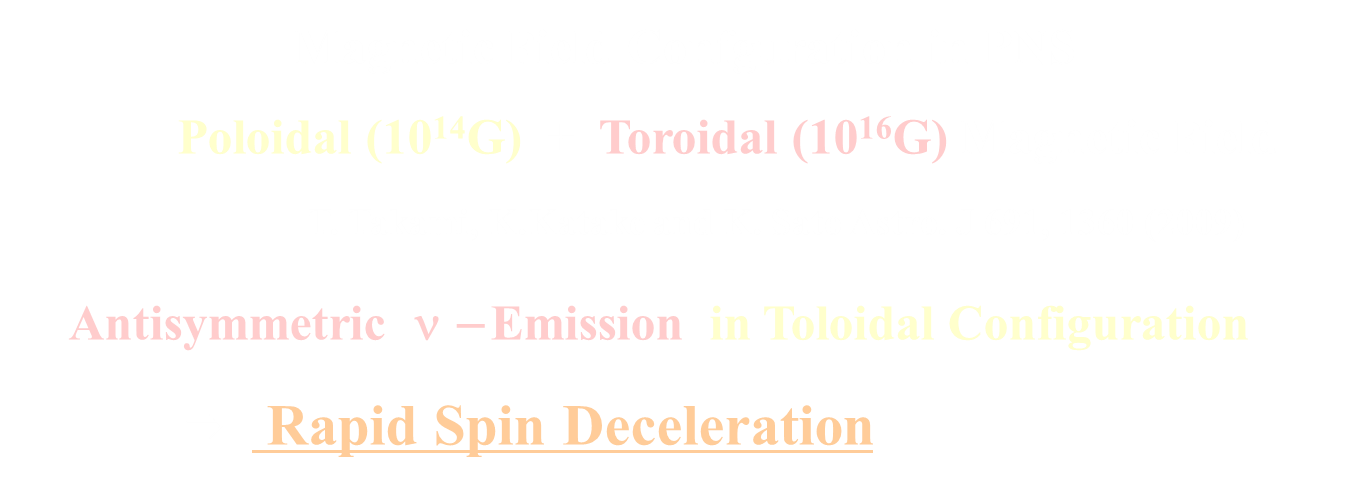 Poloidal (10¹⁴G) Toroidal (10¹⁶G)
Antisymmetric ν −Emission in Toloidal Configuration
Rapid Spin Deceleration